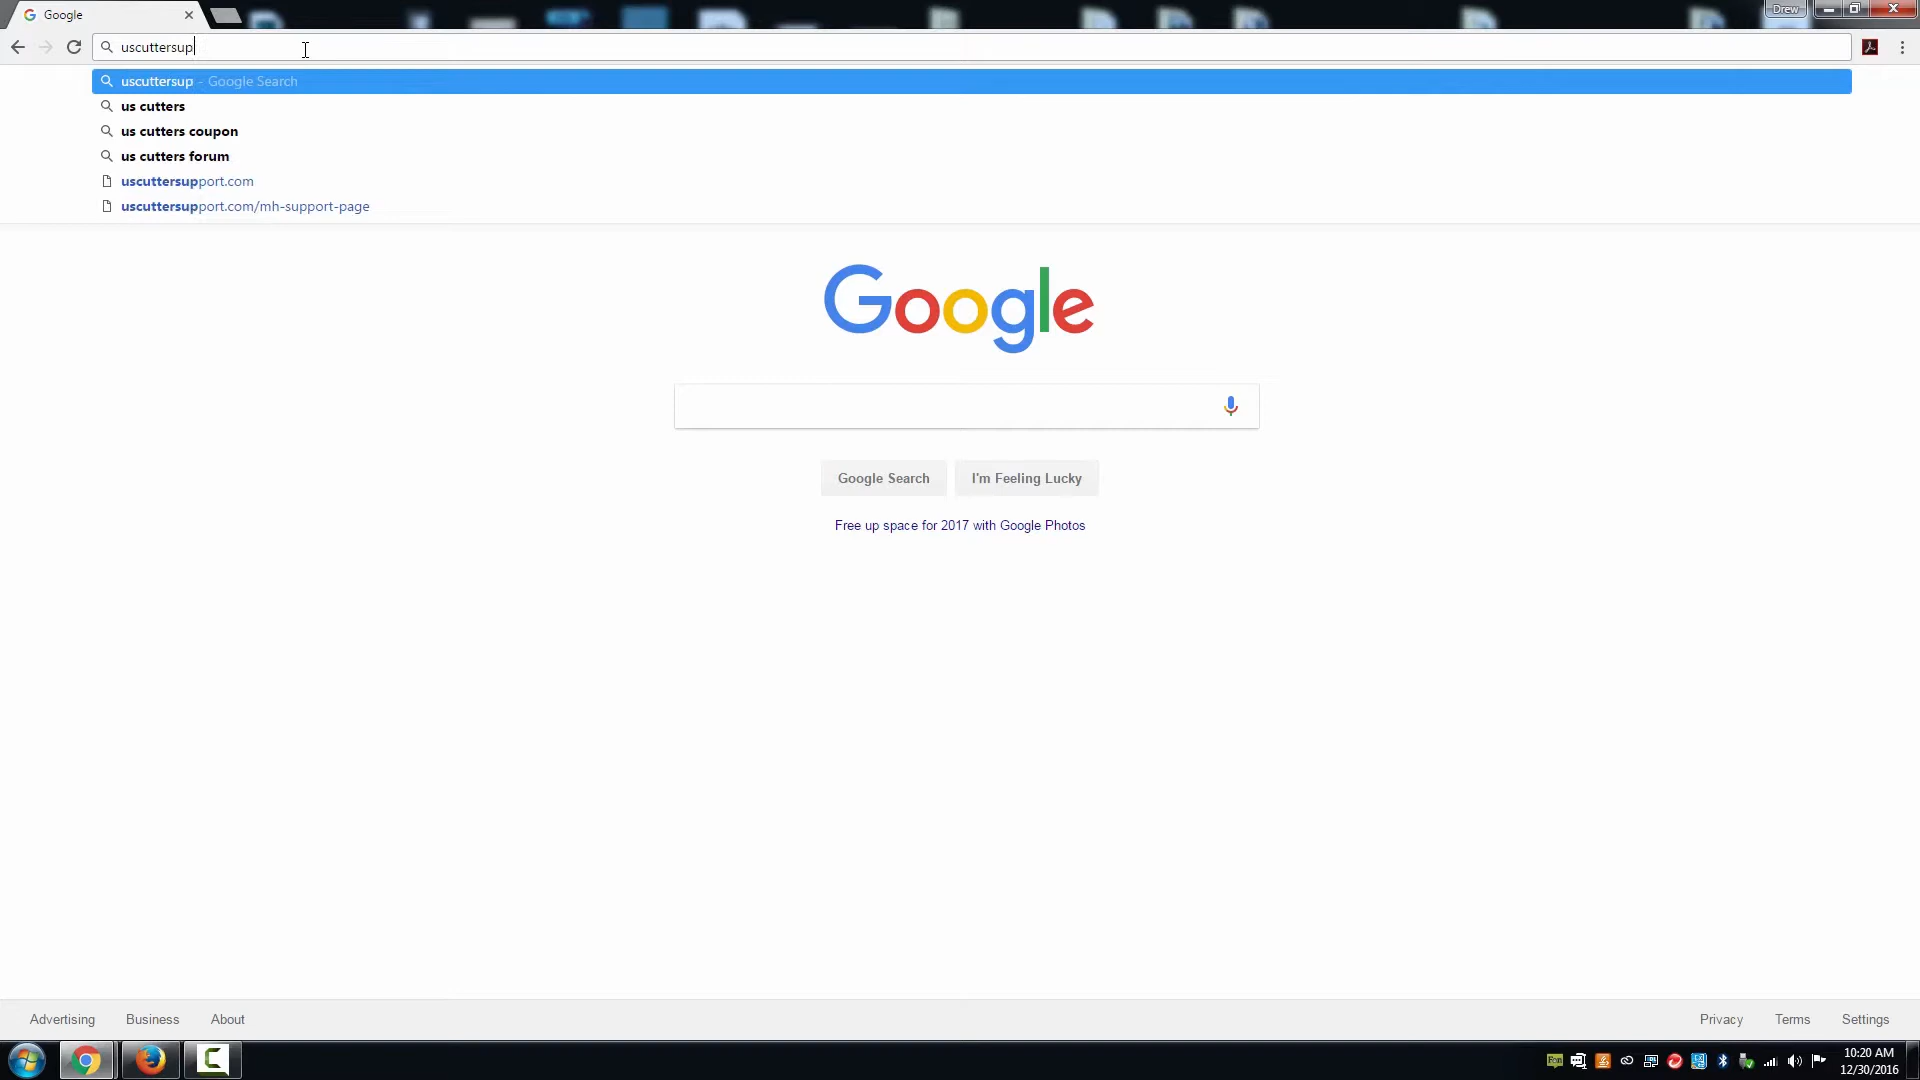 Google
Drew
uscuttersup
uscuttersup - Google Search
us cutters
us cutters coupon
us cutters forum
uscuttersupport.com
uscuttersupport.com/mh-support-page
Google
Google Search I'm Feeling Lucky
Free up space for 2017 with Google Photos
Advertising Business About Privacy Terms Settings
10:20 AM
12/30/2016